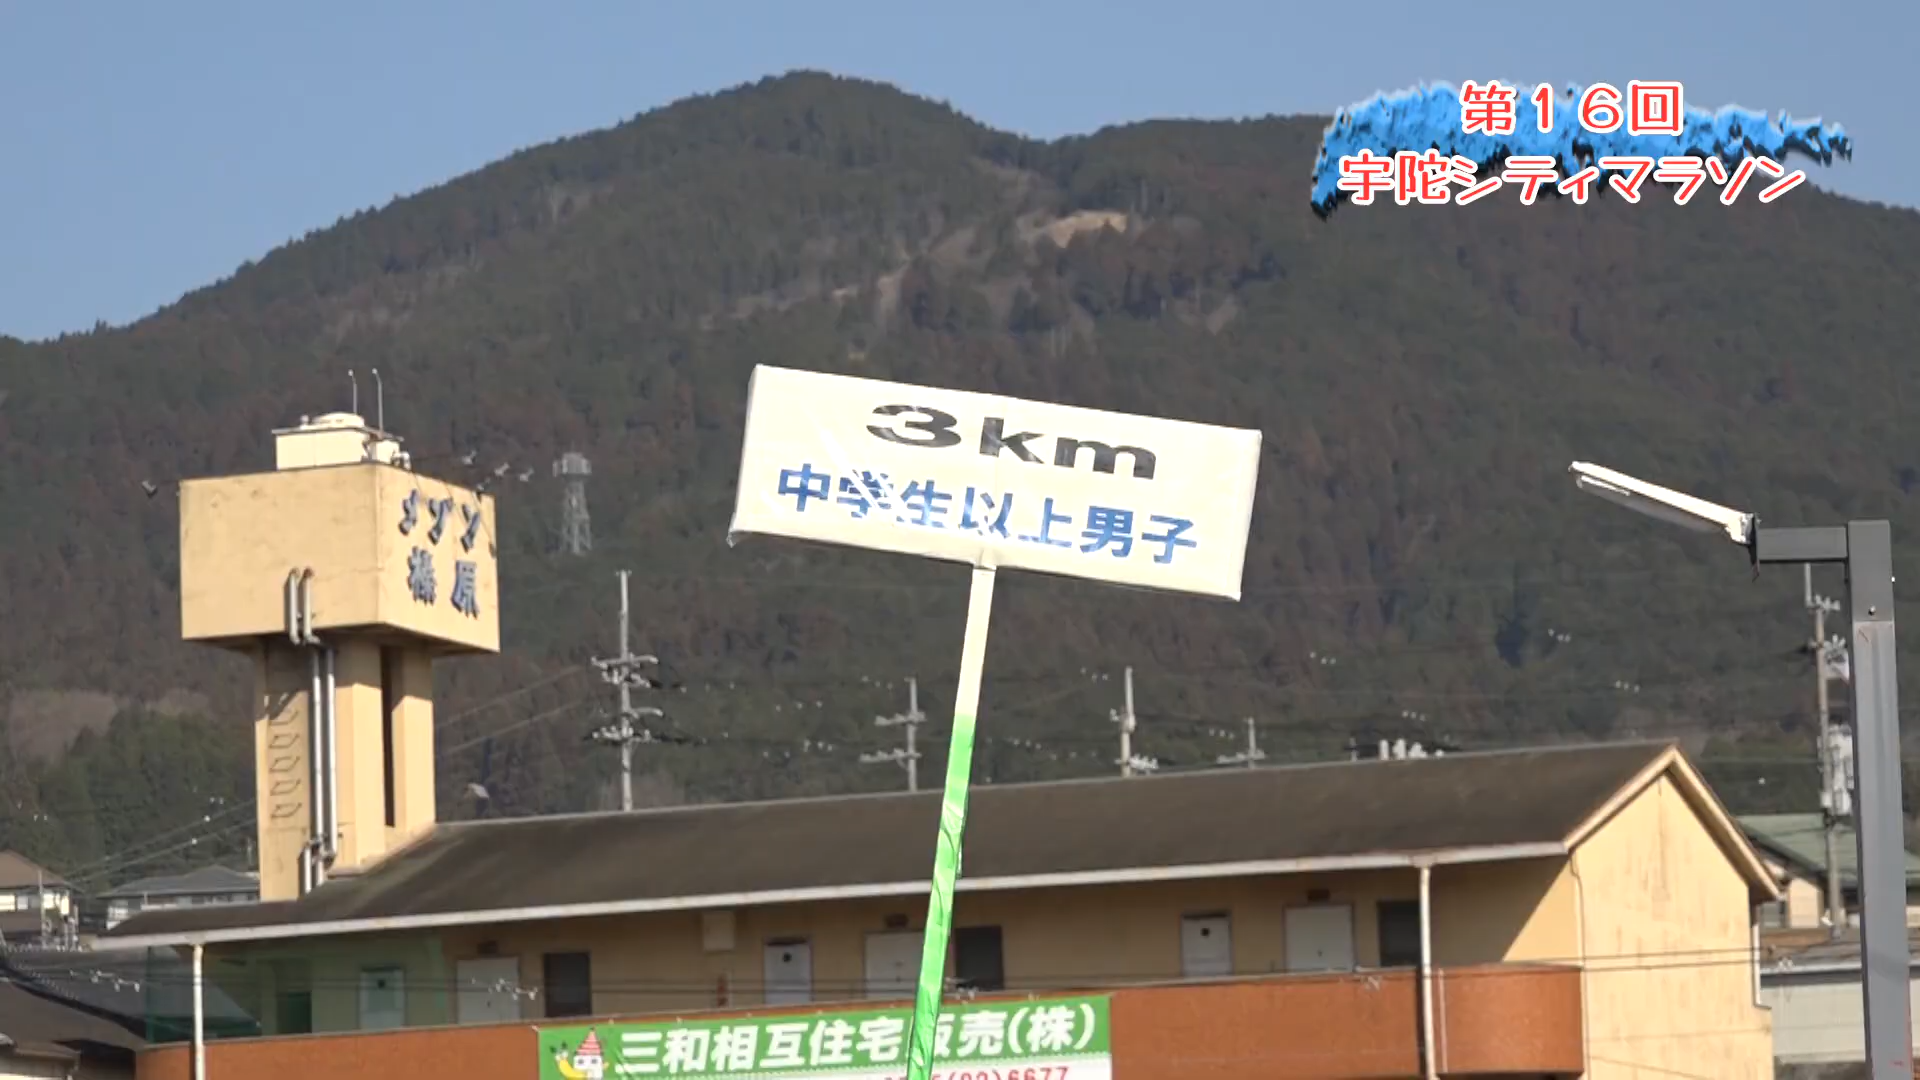 第16回
宇陀シティマラソン
3km
中学生以上男子
メゾン
榛原
三和相互住宅販売(株)